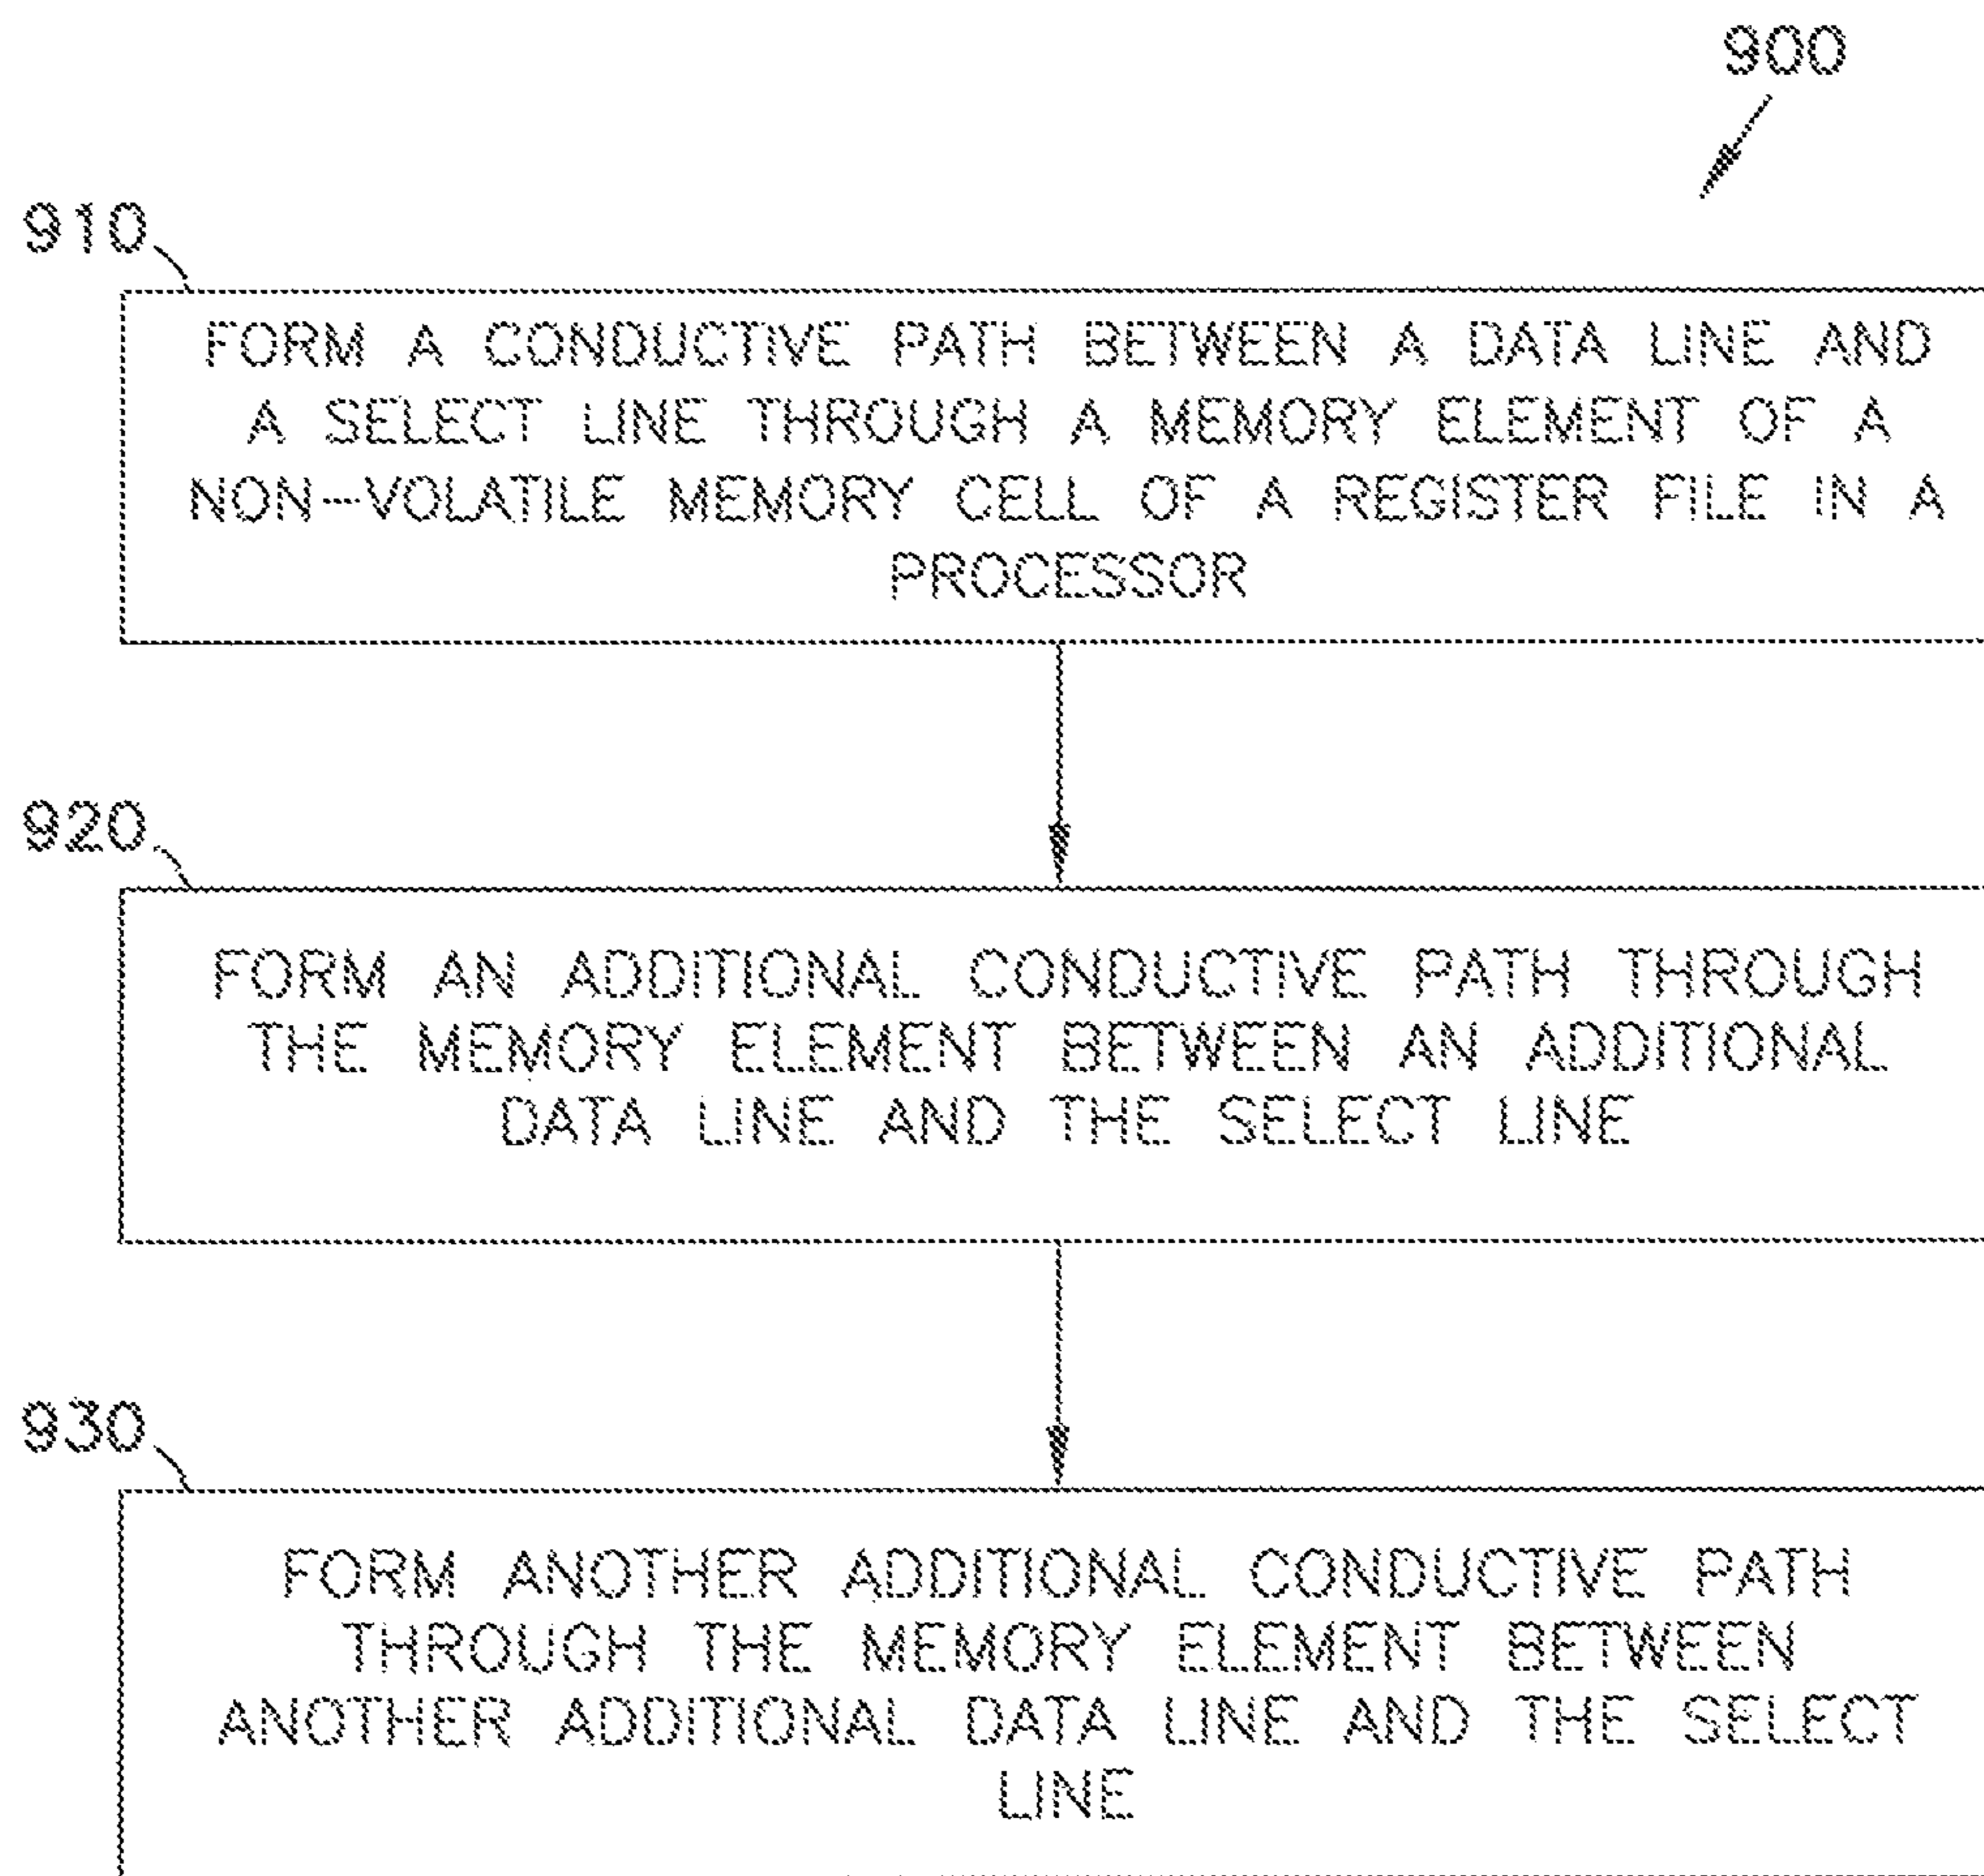 900
910
FORM A CONDUCTIVE PATH BETWEEN A DATA LINE AND
A SELECT LINE THROUGH A MEMORY ELEMENT OF A
NON-VOLATILE MEMORY CELL OF A REGISTER FILE IN A
PROCESSOR
920
FORM AN ADDITIONAL CONDUCTIVE PATH THROUGH
THE MEMORY ELEMENT BETWEEN AN ADDITIONAL
DATA LINE AND THE SELECT LINE
930
FORM ANOTHER ADDITIONAL CONDUCTIVE PATH
THROUGH THE MEMORY ELEMENT BETWEEN
ANOTHER ADDITIONAL DATA LINE AND THE SELECT
LINE